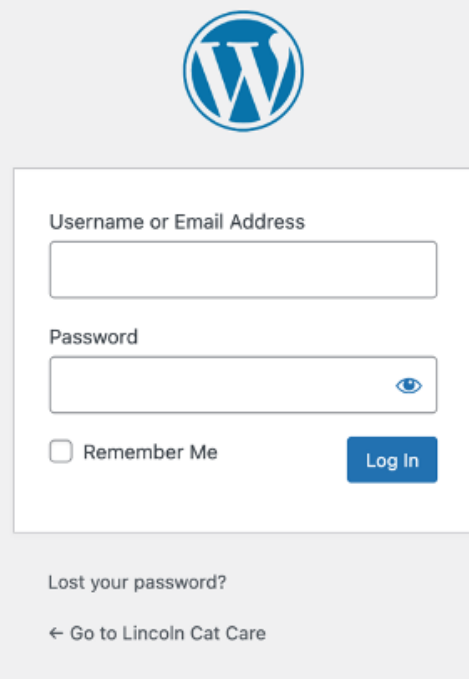 Username or Email Address
Password
Remember Me
Log In
Lost your password?
← Go to Lincoln Cat Care